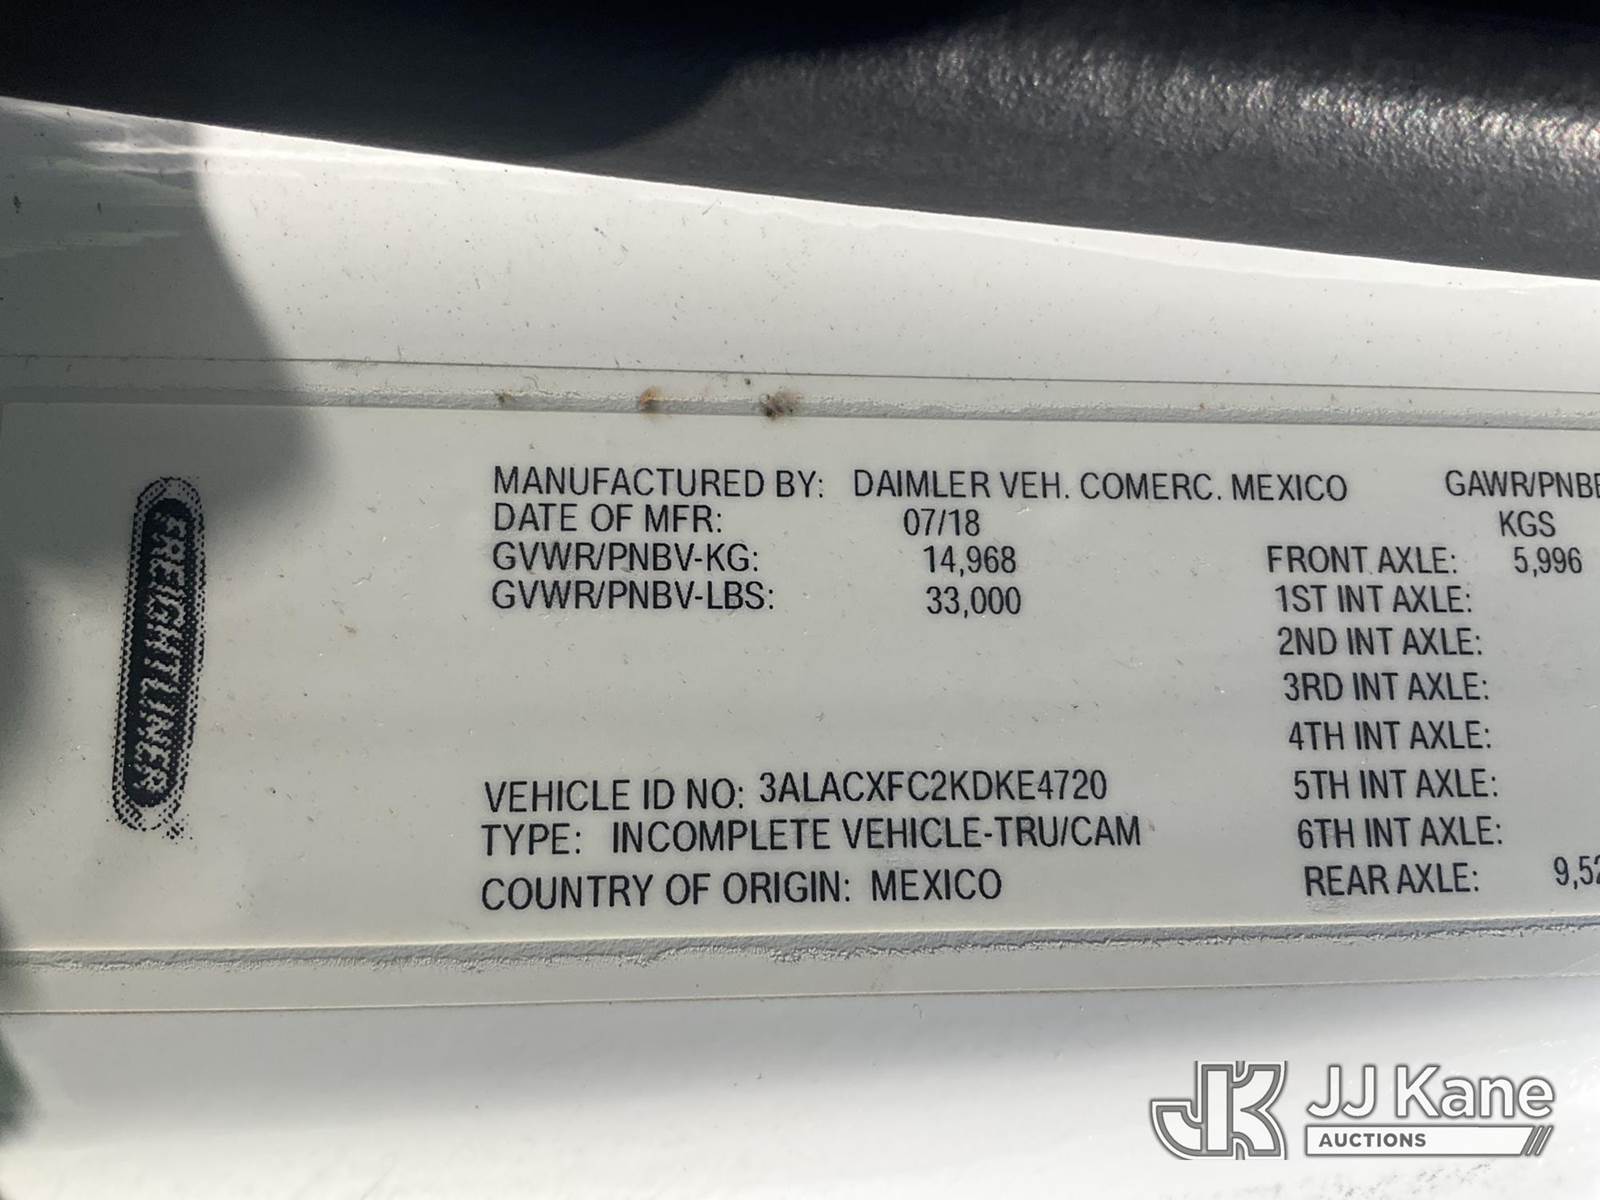 FREIGHTLINER
MANUFACTURED BY: DAIMLER VEH. COMERC. MEXICO
DATE OF MFR: 07/18
GVWR/PNBV-KG: 14,968
GVWR/PNBV-LBS: 33,000
VEHICLE ID NO: 3ALACXFC2KDKE4720
TYPE: INCOMPLETE VEHICLE-TRU/CAM
COUNTRY OF ORIGIN: MEXICO
GAWR/PNBE
KGS
FRONT AXLE: 5,996
1ST INT AXLE:
2ND INT AXLE:
3RD INT AXLE:
4TH INT AXLE:
5TH INT AXLE:
6TH INT AXLE:
REAR AXLE: 9,52
JK JJ Kane
AUCTIONS